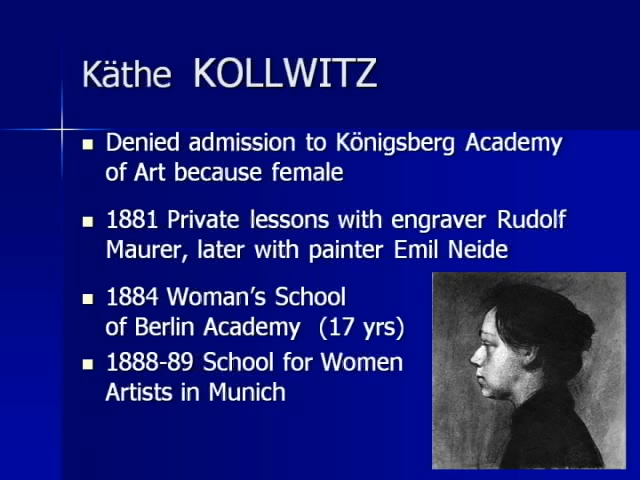 Käthe KOLLWITZ
Denied admission to Königsberg Academy
of Art because female
1881 Private lessons with engraver Rudolf
Maurer, later with painter Emil Neide
1884 Woman’s School
of Berlin Academy (17 yrs)
1888-89 School for Women
Artists in Munich